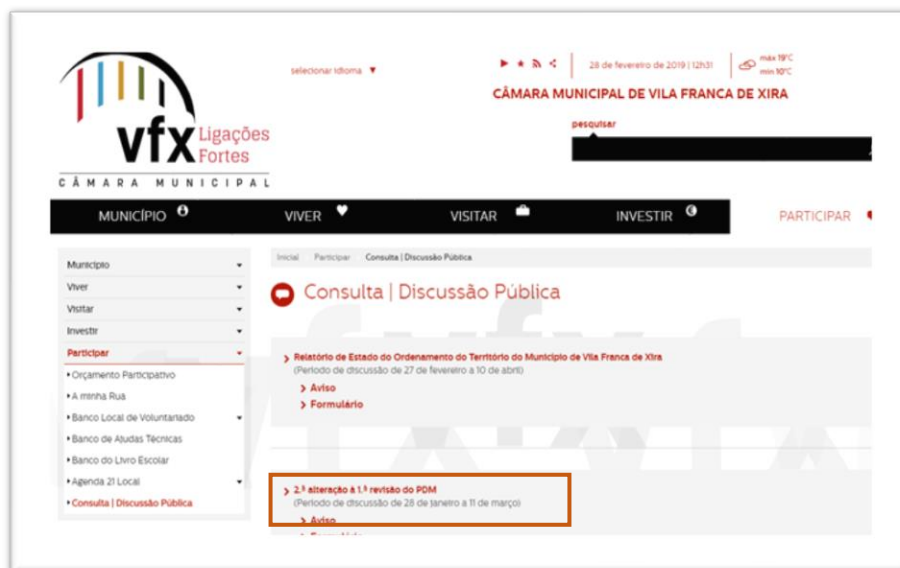 selecionar idioma
28 de fevereiro de 2019 | 12h31
máx 19°C
min 10°C
CÂMARA MUNICIPAL DE VILA FRANCA DE XIRA
pesquisar
vfx Ligações
Fortes
CÂMARA MUNICIPAL
MUNICÍPIO VIVER VISITAR INVESTIR PARTICIPAR
Município
Viver
Visitar
Investir
Participar
Orçamento Participativo
A minha Rua
Banco Local de Voluntariado
Banco de Ajudas Técnicas
Banco do Livro Escolar
Agenda 21 Local
Consulta | Discussão Pública
Inicial Participar Consulta | Discussão Pública
Consulta | Discussão Pública
Relatório de Estado do Ordenamento do Território do Município de Vila Franca de Xira
(Período de discussão de 27 de fevereiro a 10 de abril)
Aviso
Formulário
2.ª alteração à 1.ª revisão do PDM
(Período de discussão de 28 de janeiro a 11 de março)
Aviso